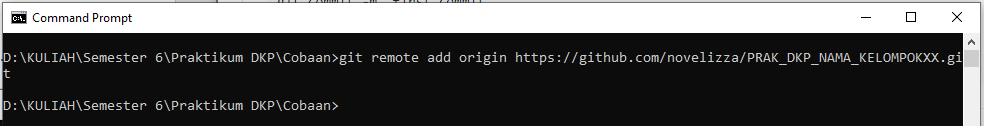 Command Prompt
D:\KULIAH\Semester 6\Praktikum DKP\Cobaan>git remote add origin https://github.com/novelizza/PRAK_DKP_NAMA_KELOMPOKXX.gi
t
D:\KULIAH\Semester 6\Praktikum DKP\Cobaan>